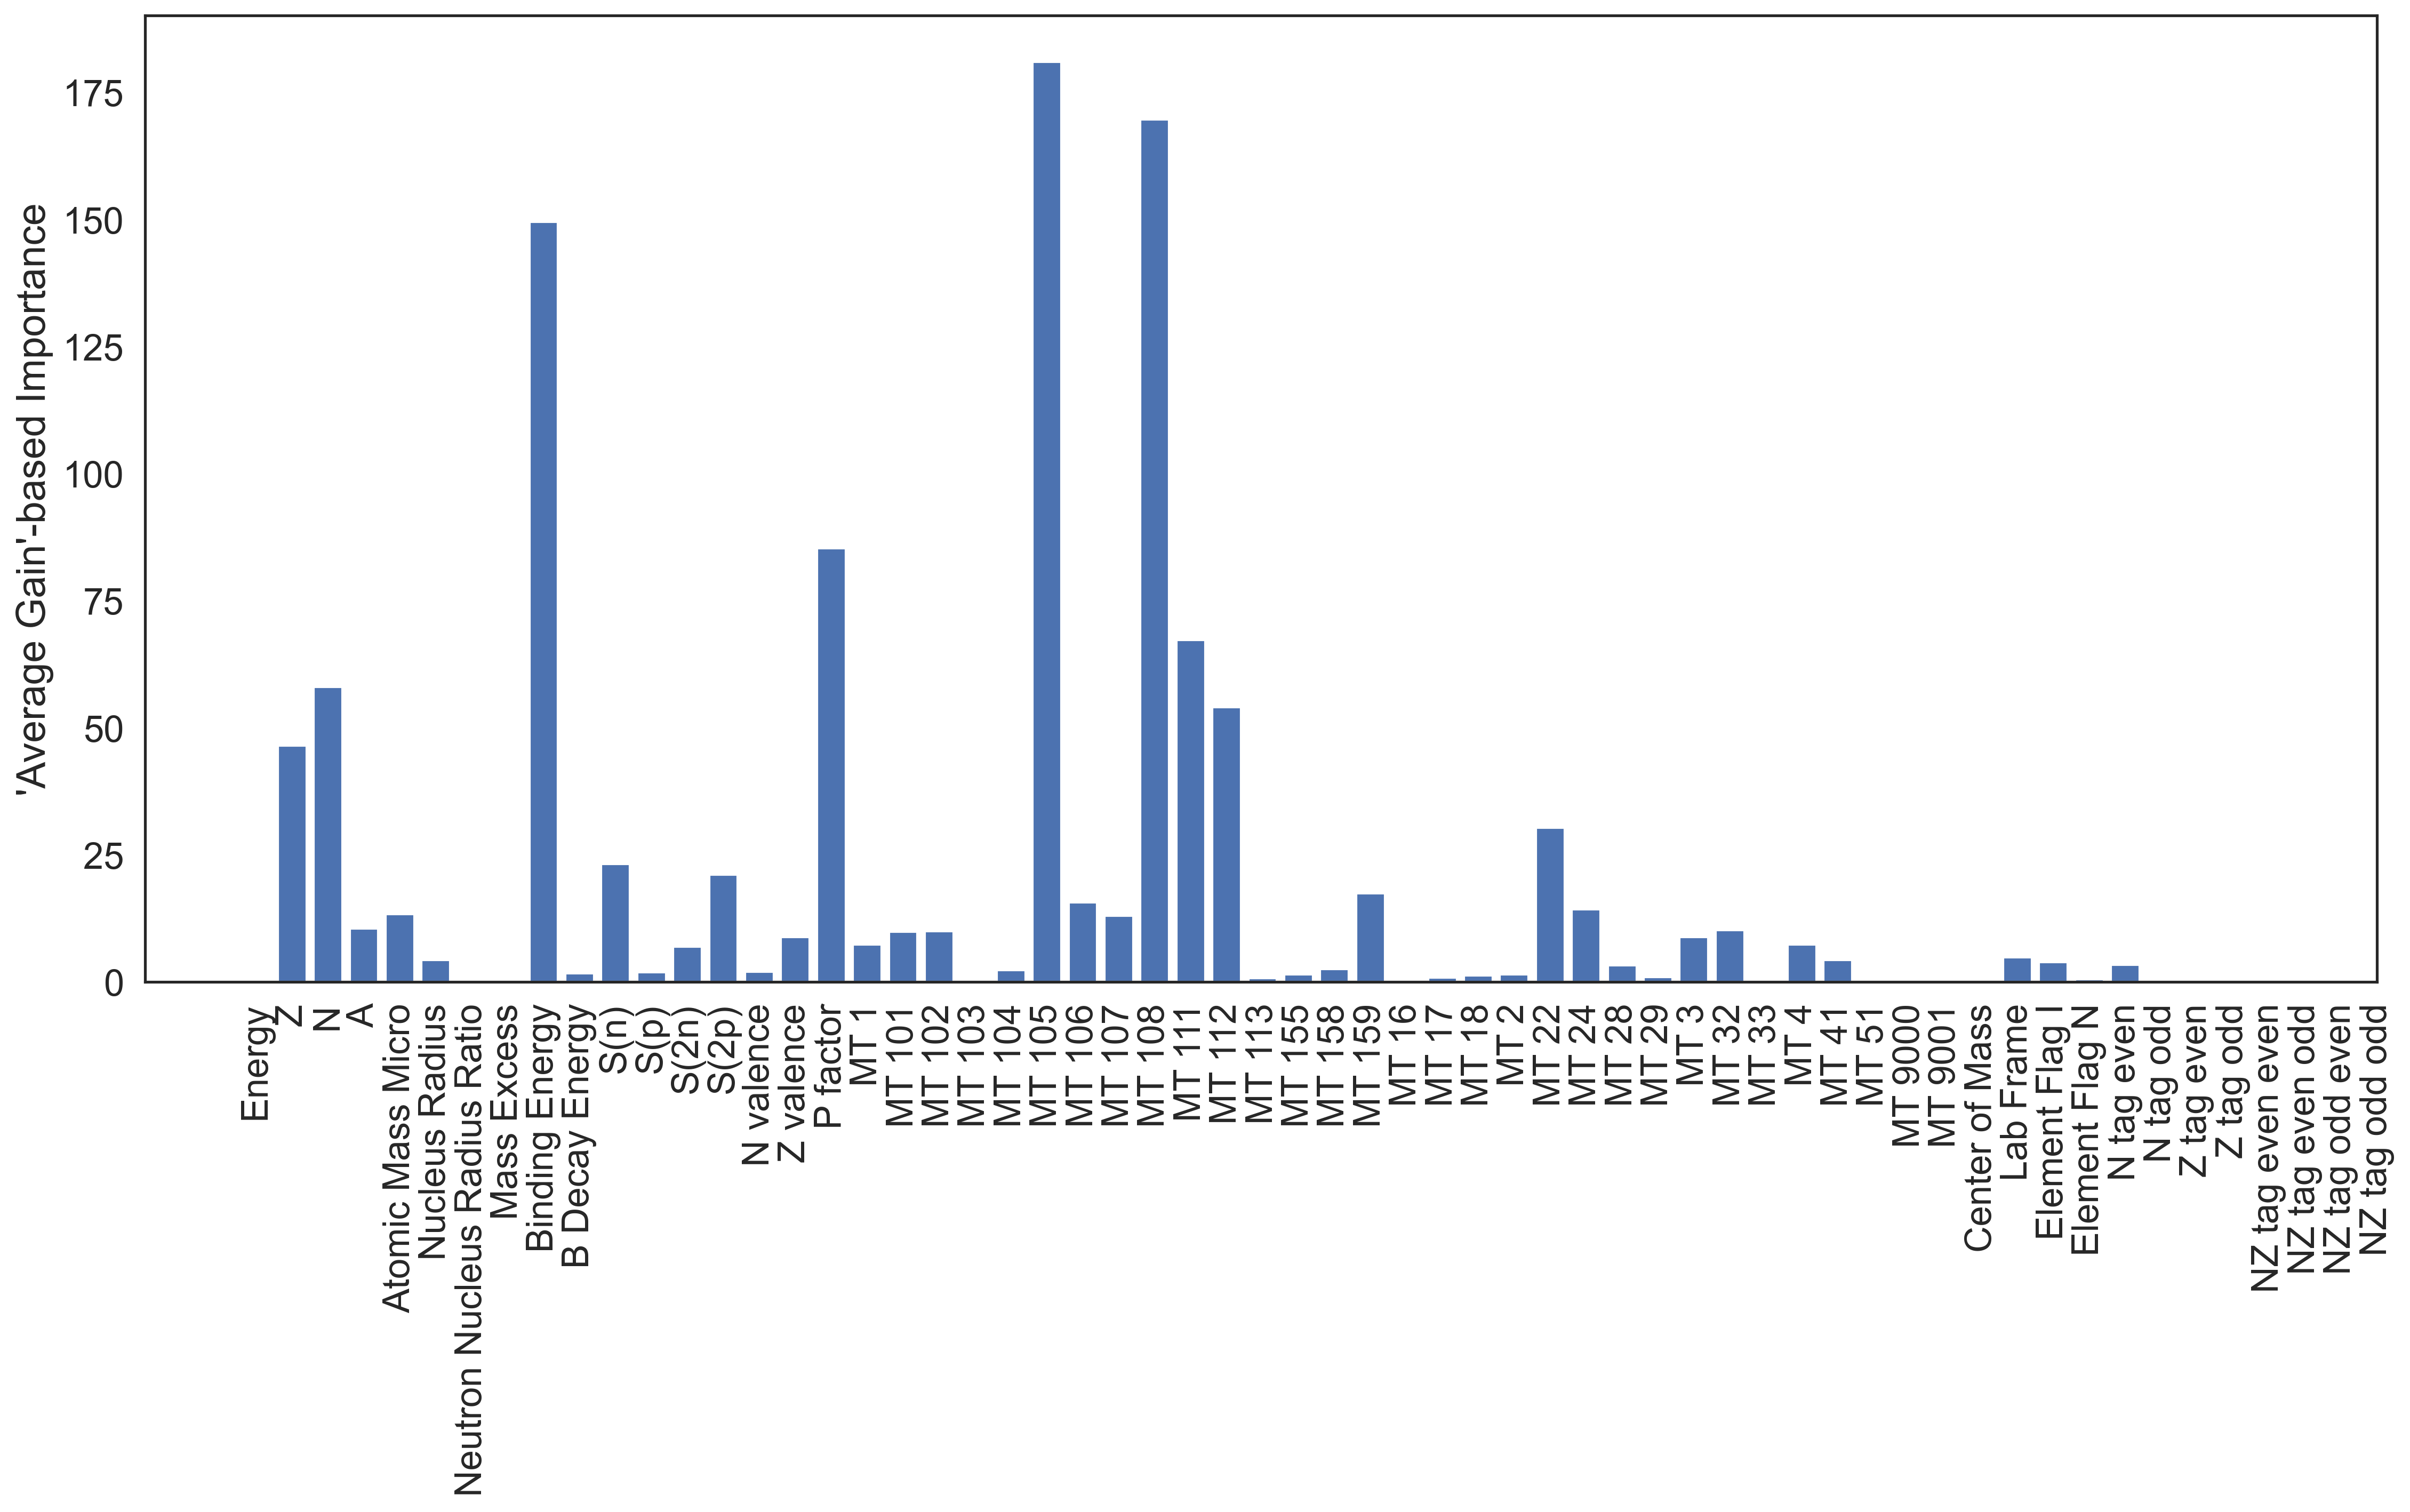 'Average Gain'-based Importance
175
150
125
100
75
50
25
0
Energy
Z
N
A
Atomic Mass Micro
Nucleus Radius
Neutron Nucleus Radius Ratio
Mass Excess
Binding Energy
B Decay Energy
S(n)
S(p)
S(2n)
S(2p)
N valence
Z valence
P factor
MT 1
MT 101
MT 102
MT 103
MT 104
MT 105
MT 106
MT 107
MT 108
MT 111
MT 112
MT 113
MT 155
MT 158
MT 159
MT 16
MT 17
MT 18
MT 2
MT 22
MT 24
MT 28
MT 29
MT 3
MT 32
MT 33
MT 4
MT 41
MT 51
MT 9000
MT 9001
Center of Mass
Lab Frame
Element Flag I
Element Flag N
N tag even
N tag odd
Z tag even
Z tag odd
NZ tag even even
NZ tag even odd
NZ tag odd even
NZ tag odd odd